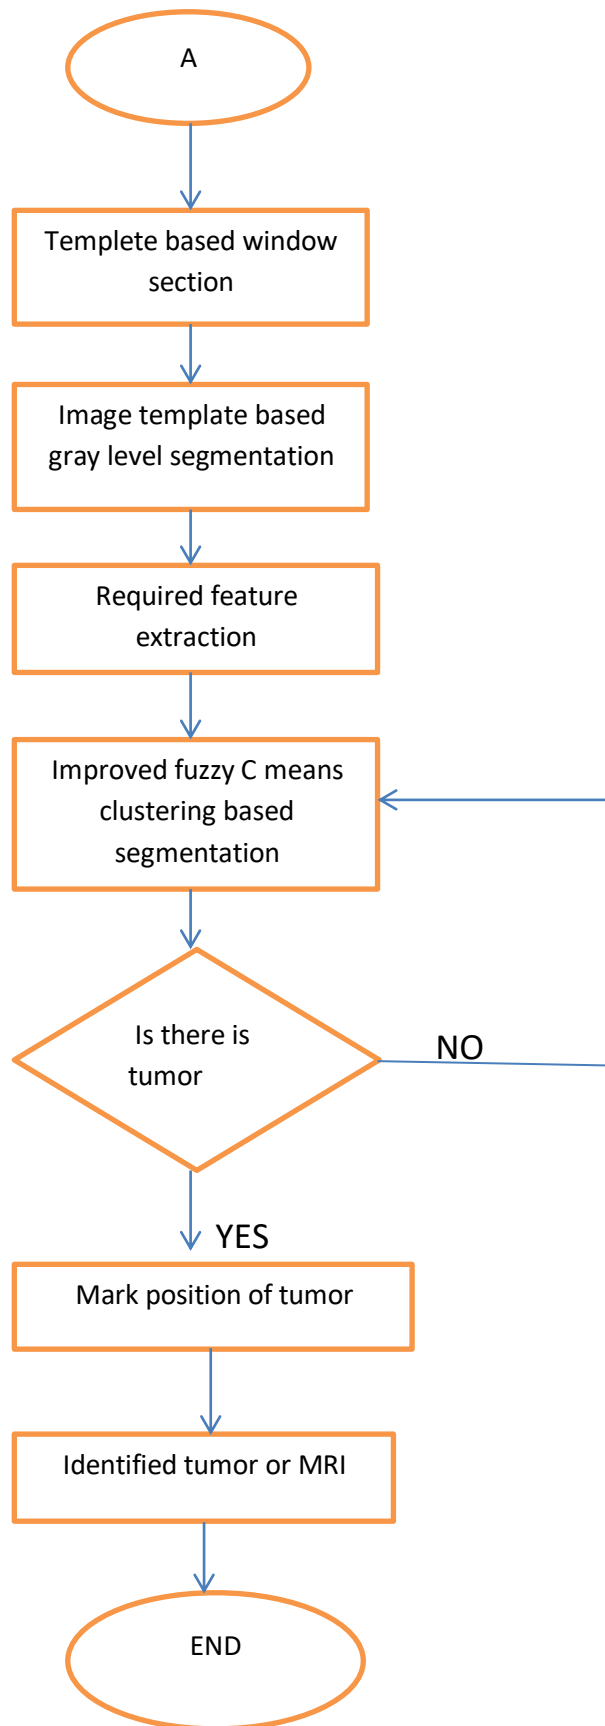 A
Templete based window
section
Image template based
gray level segmentation
Required feature
extraction
Improved fuzzy C means
clustering based
segmentation
Is there is
tumor
NO
YES
Mark position of tumor
Identified tumor or MRI
END